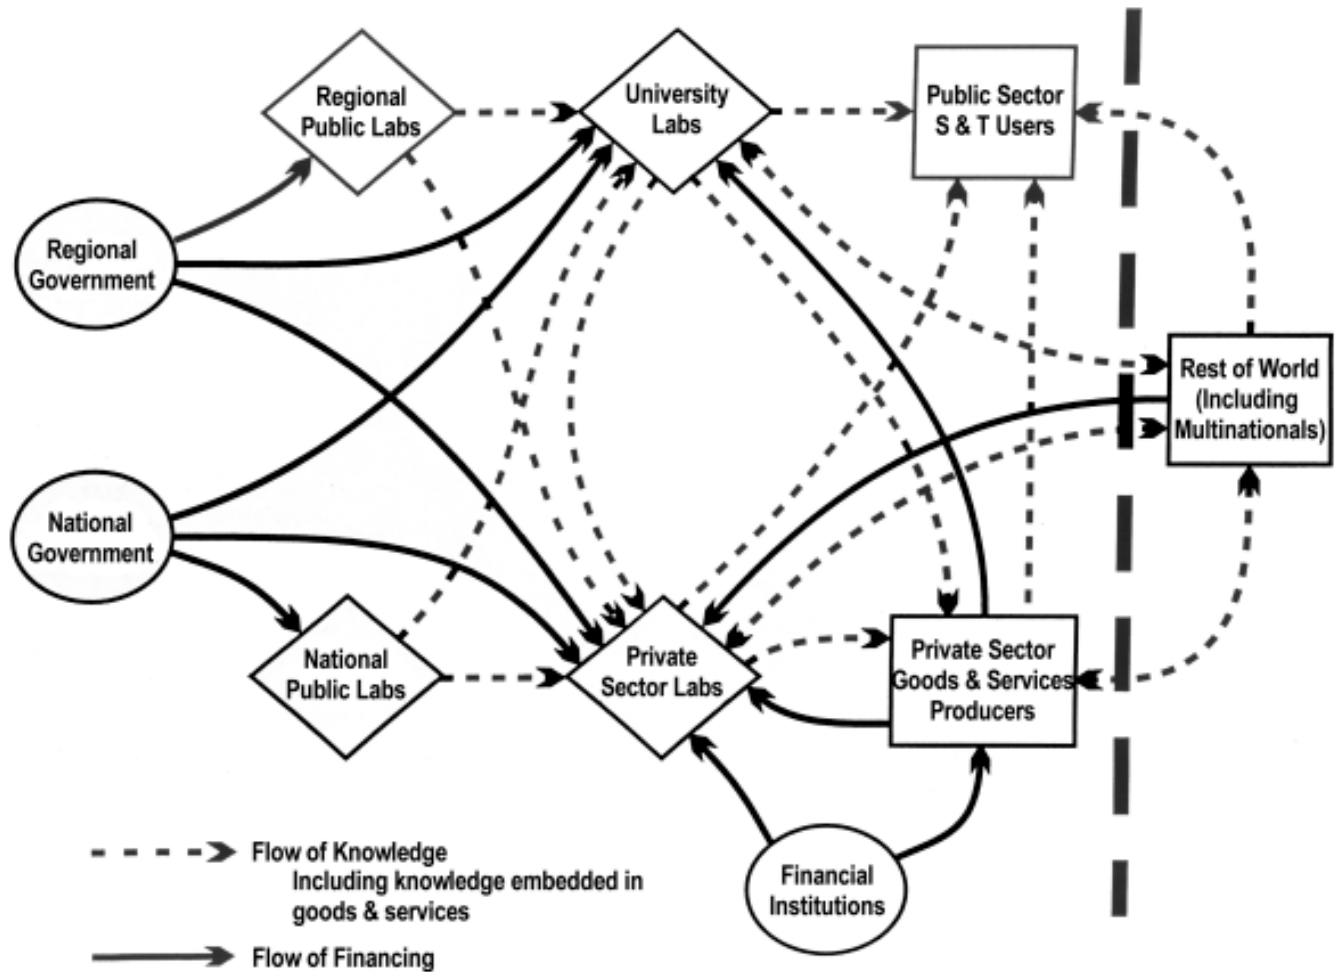 Regional
Public Labs
University
Labs
Public Sector
S & T Users
Regional
Government
Rest of World
(Including
Multinationals)
National
Government
National
Public Labs
Private
Sector Labs
Private Sector
Goods & Services
Producers
Financial
Institutions
Flow of Knowledge
Including knowledge embedded in
goods & services
Flow of Financing